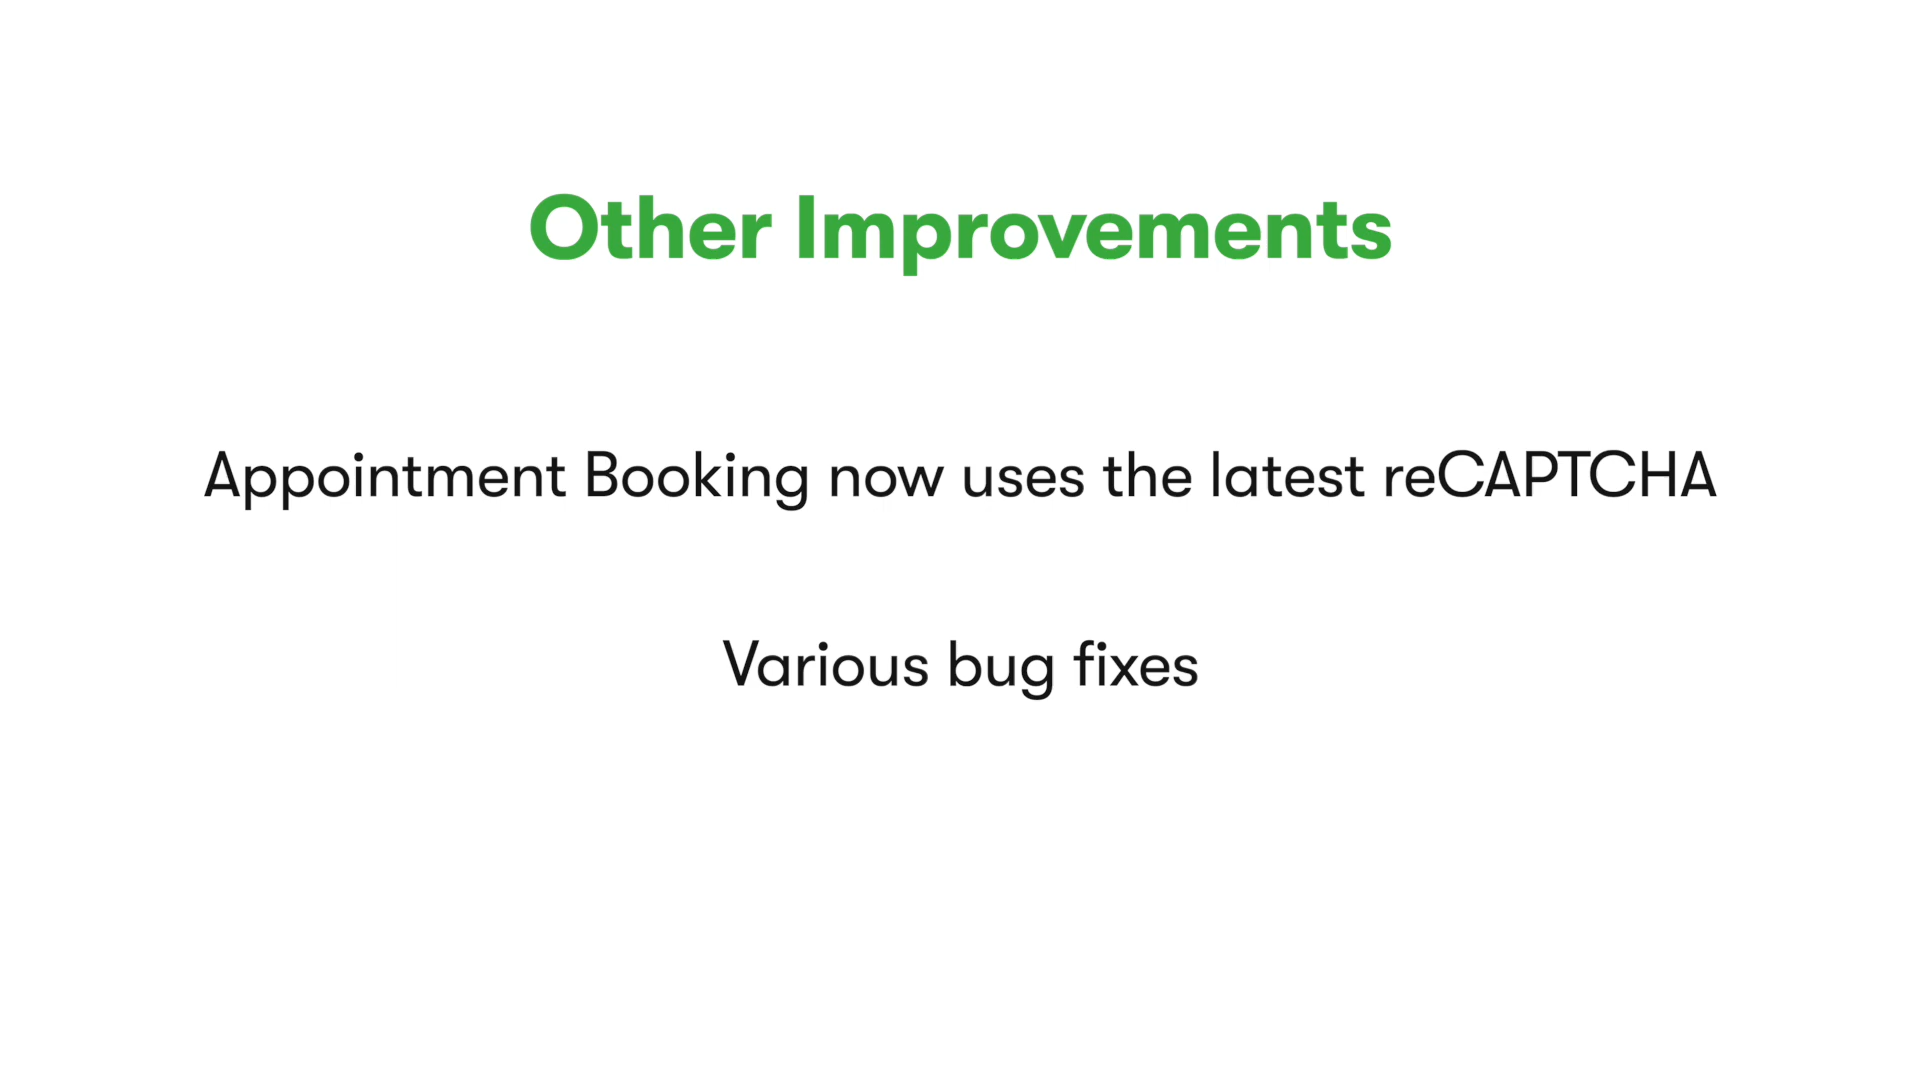 Other Improvements
Appointment Booking now uses the latest reCAPTCHA
Various bug fixes